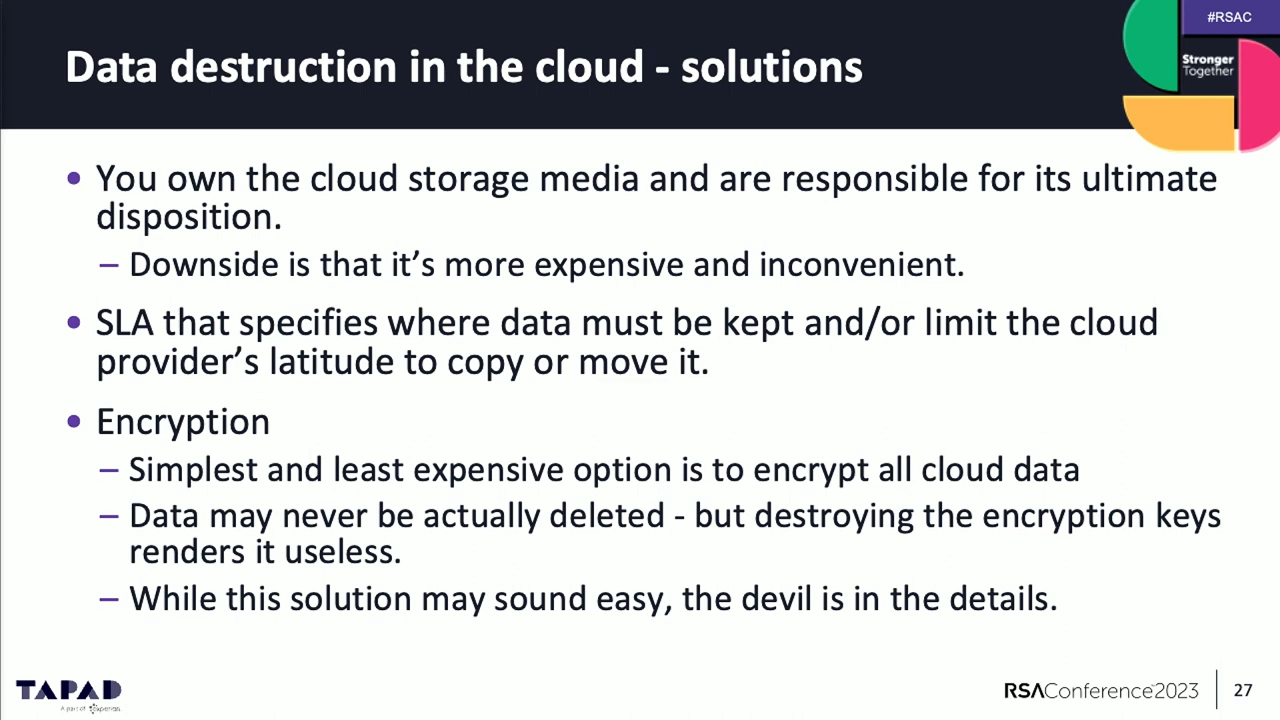 #RSAC
Data destruction in the cloud - solutions
Stronger
Together
• You own the cloud storage media and are responsible for its ultimate
disposition.
– Downside is that it’s more expensive and inconvenient.
• SLA that specifies where data must be kept and/or limit the cloud
provider’s latitude to copy or move it.
• Encryption
– Simplest and least expensive option is to encrypt all cloud data
– Data may never be actually deleted - but destroying the encryption keys
renders it useless.
– While this solution may sound easy, the devil is in the details.
TAPAD
A part of experian.
RSAConference™2023
27